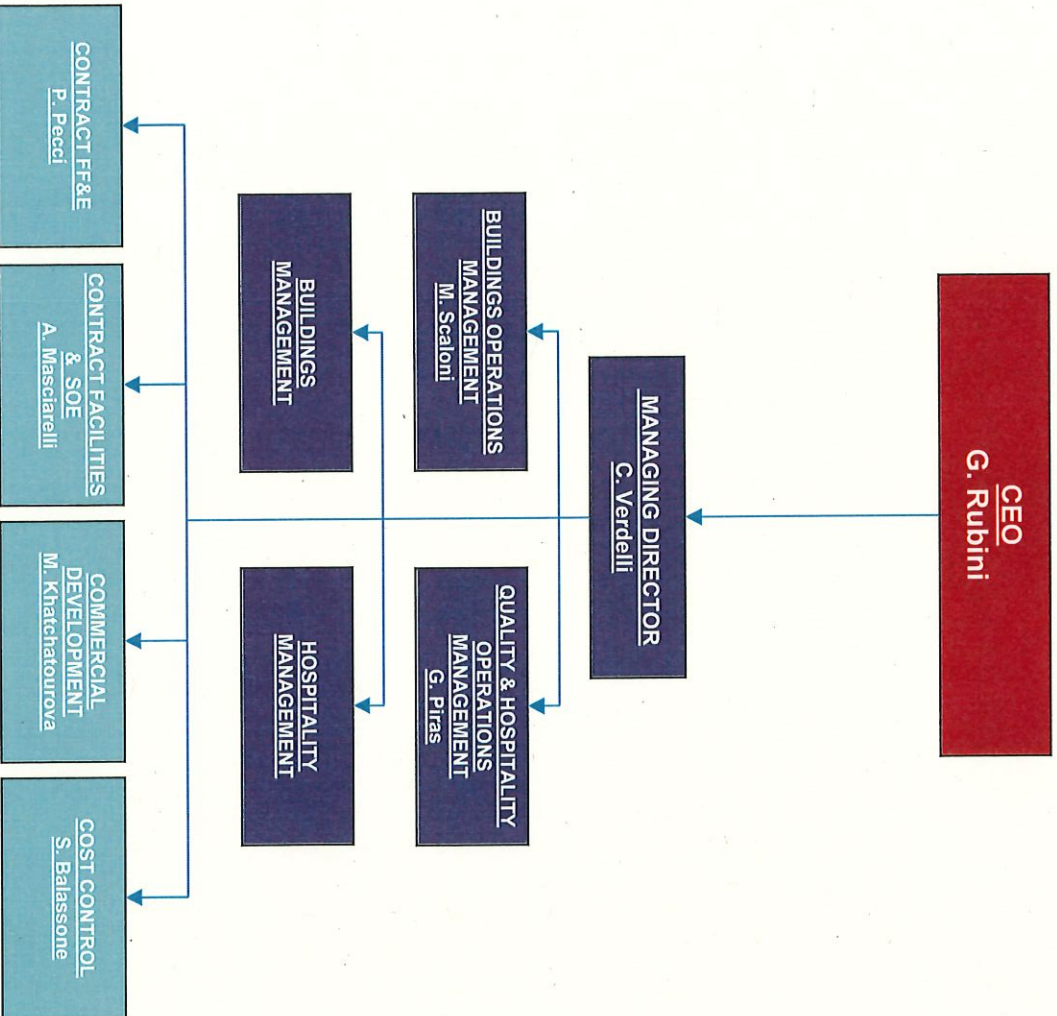 CEO
G. Rubini
MANAGING DIRECTOR
C. Verdelli
BUILDINGS OPERATIONS
MANAGEMENT
M. Scaloni
QUALITY & HOSPITALITY
OPERATIONS
MANAGEMENT
G. Piras
BUILDINGS
MANAGEMENT
HOSPITALITY
MANAGEMENT
CONTRACT FF&E
P. Pecci
CONTRACT FACILITIES
& SOE
A. Masciarelli
COMMERCIAL
DEVELOPMENT
M. Khatchatourova
COST CONTROL
S. Balassone